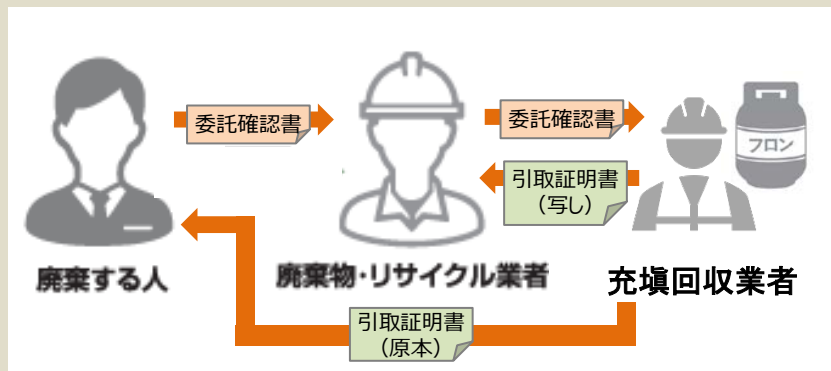 委託確認書
委託確認書
フロン
引取証明書
（写し）
廃棄する人
廃棄物・リサイクル業者
充塡回収業者
引取証明書
（原本）